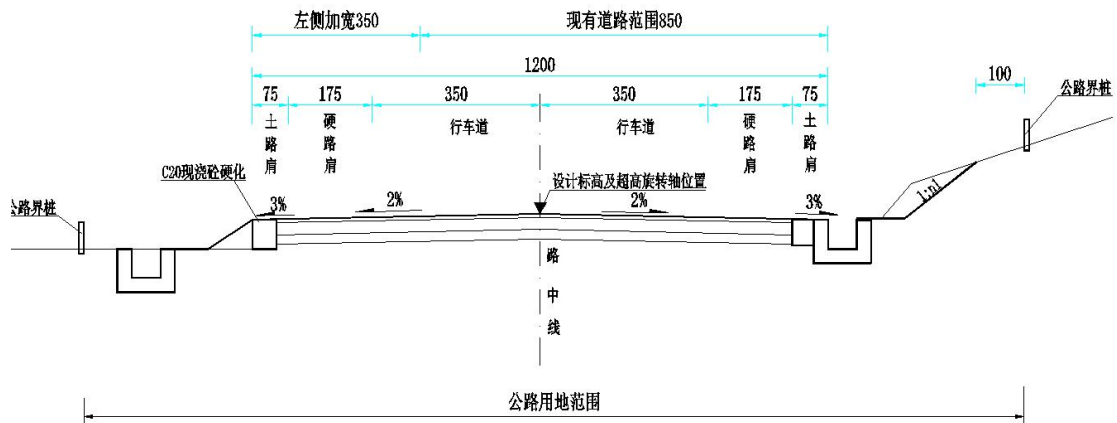 左侧加宽350
现有道路范围850
1200
100
公路界桩
75
175
350
350
175
75
土路肩
硬路肩
行车道
行车道
硬路肩
土路肩
C20现浇砼硬化
设计标高及超高旋转轴位置
1:n1
公路界桩
3%
2%
2%
3%
路中线
公路用地范围